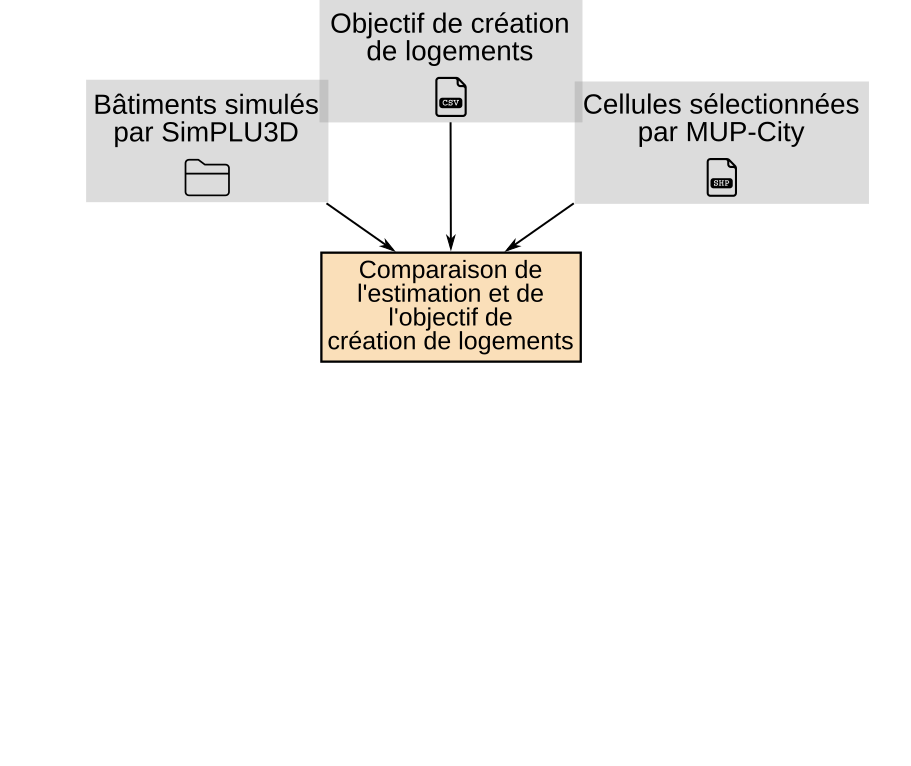 Objectif de création
de logements
CSV
Bâtiments simulés
par SimPLU3D
Cellules sélectionnées
par MUP-City
SHP
Comparaison de
l'estimation et de
l'objectif de
création de logements